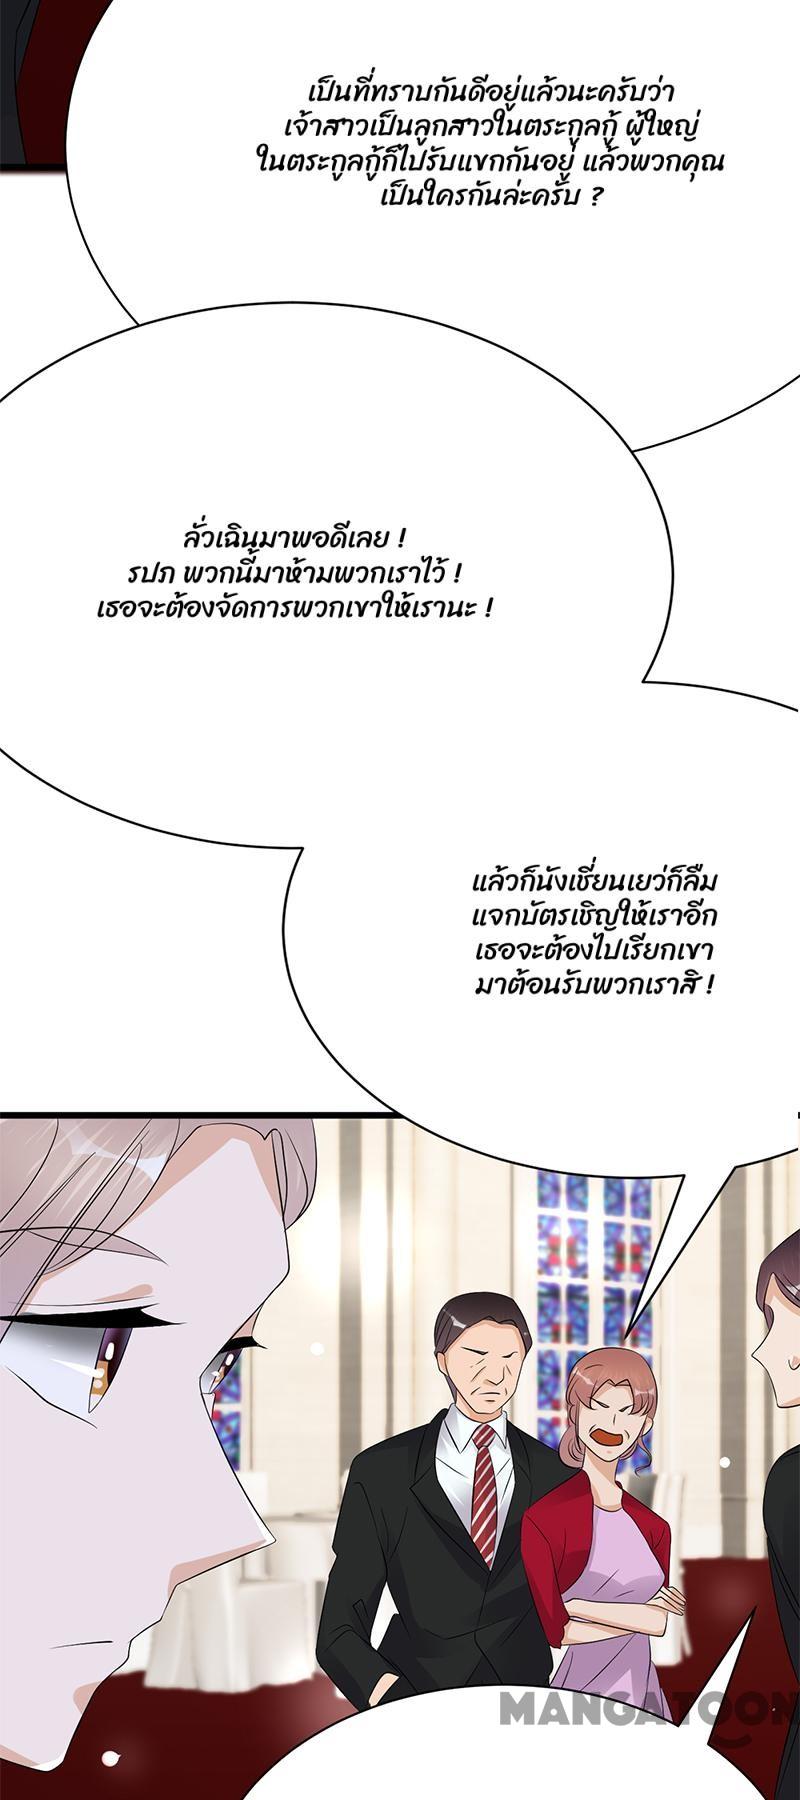 เป็นที่ทราบกันดีอยู่แล้วนะครับว่า
เจ้าสาวเป็นลูกสาวในตระกูลกู้ ผู้ใหญ่
ในตระกูลกู้ก็ไปรับแขกกันอยู่ แล้วพวกคุณ
เป็นใครกันล่ะครับ ?
ลั่วเฉินมาพอดีเลย !
รปภ พวกนี้มาห้ามพวกเราไว้ !
เธอจะต้องจัดการพวกเขาให้เรานะ !
แล้วก็นังเชี่ยนเยว่ก็ลืม
แจกบัตรเชิญให้เราอีก
เธอจะต้องไปเรียกเขา
มาต้อนรับพวกเราสิ !
MANGATOON